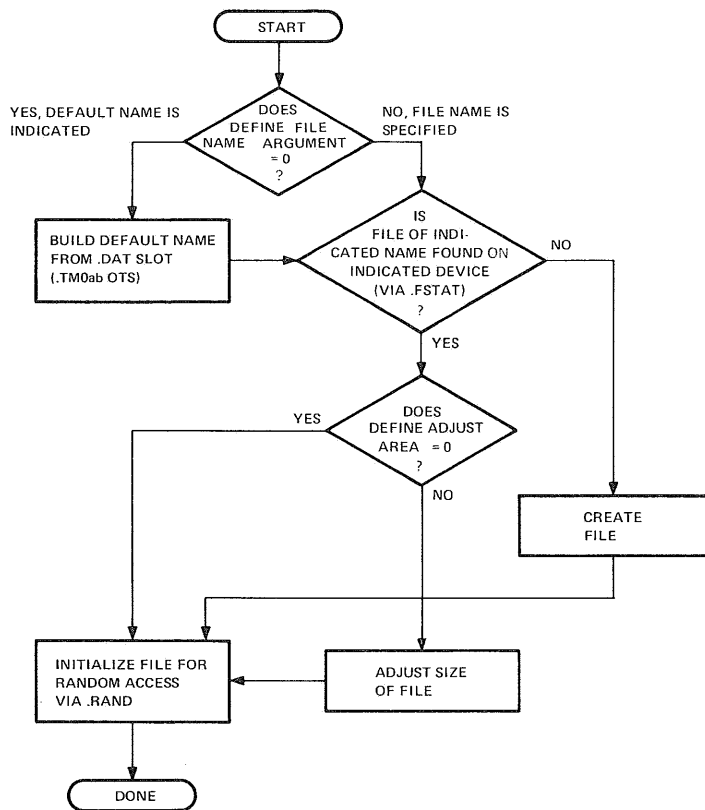 START
YES, DEFAULT NAME IS
INDICATED
DOES
DEFINE FILE
NAME ARGUMENT
= 0
?
NO, FILE NAME IS
SPECIFIED
BUILD DEFAULT NAME
FROM .DAT SLOT
(.TM0ab OTS)
IS
FILE OF INDI-
CATED NAME FOUND ON
INDICATED DEVICE
(VIA .FSTAT)
?
NO
YES
YES
DOES
DEFINE ADJUST
AREA = 0
?
NO
CREATE
FILE
INITIALIZE FILE FOR
RANDOM ACCESS
VIA .RAND
ADJUST SIZE
OF FILE
DONE